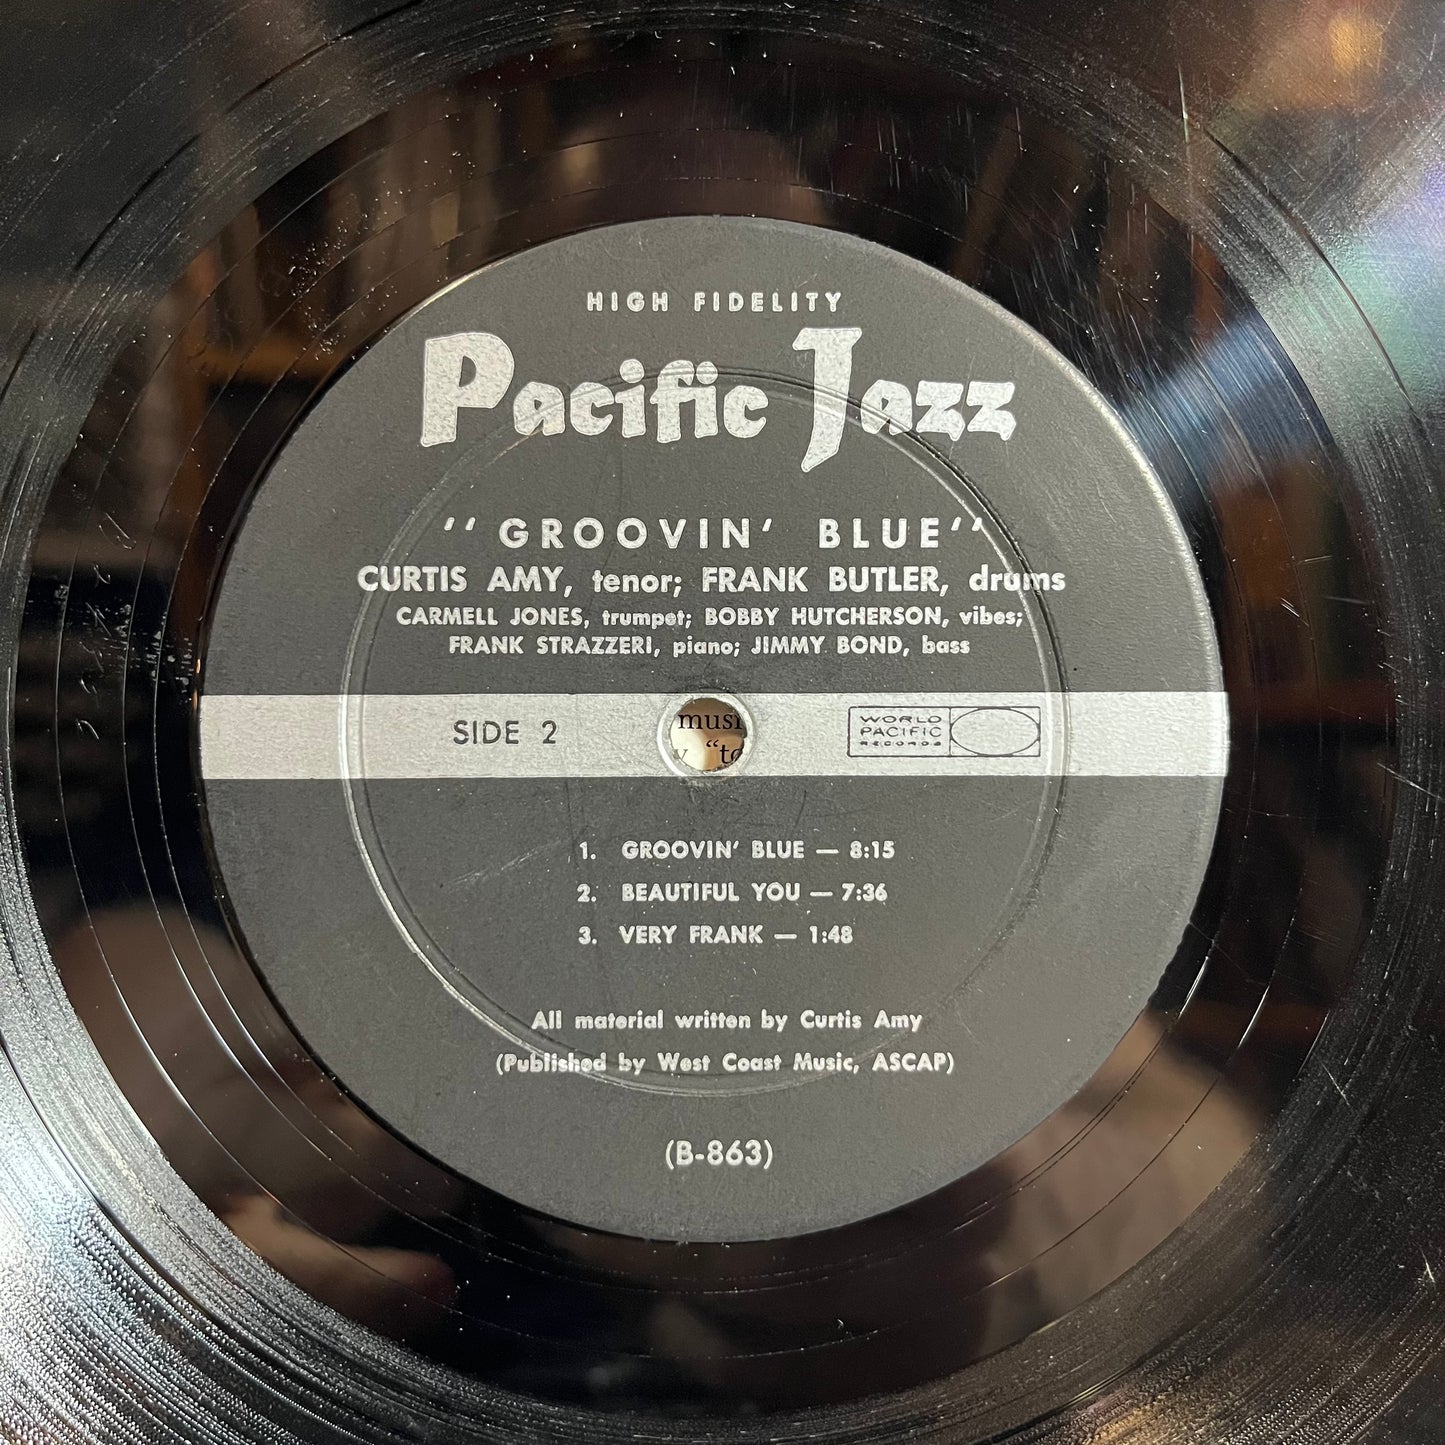 HIGH FIDELITY
Pacific Jazz
"GROOVIN' BLUE"
CURTIS AMY, tenor; FRANK BUTLER, drums
CARMELL JONES, trumpet; BOBBY HUTCHERSON, vibes;
FRANK STRAZZERI, piano; JIMMY BOND, bass
SIDE 2
musi
y "to
WORLD
PACIFIC
RECORDS
1. GROOVIN' BLUE — 8:15
2. BEAUTIFUL YOU — 7:36
3. VERY FRANK — 1:48
All material written by Curtis Amy
(Published by West Coast Music, ASCAP)
(B-863)